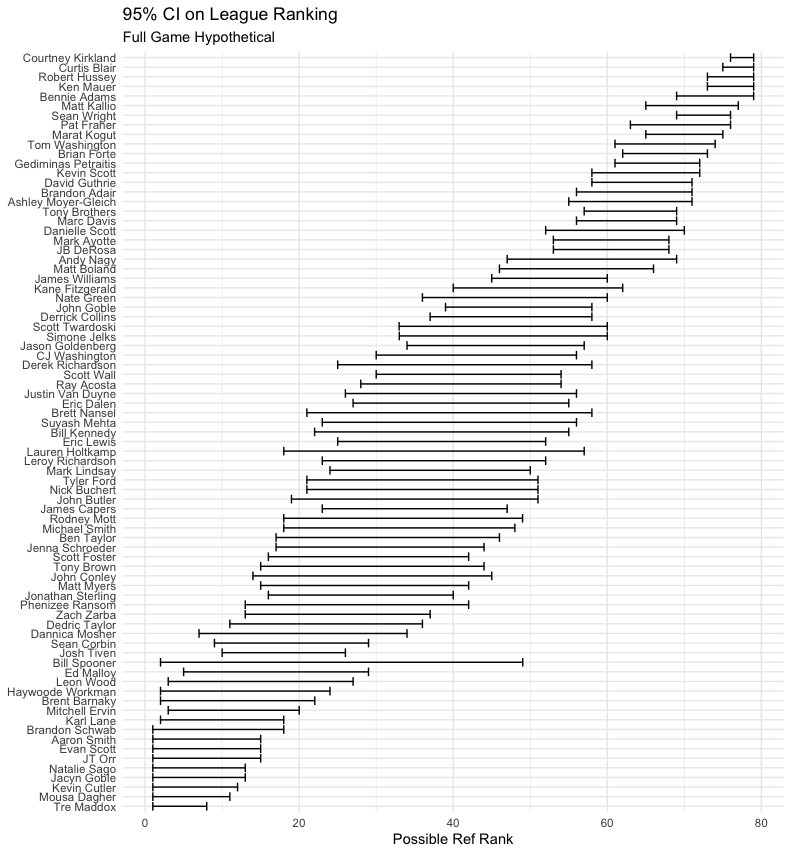 95% CI on League Ranking
Full Game Hypothetical
Courtney Kirkland
Curtis Blair
Robert Hussey
Ken Mauer
Bennie Adams
Matt Kallio
Sean Wright
Pat Fraher
Marat Kogut
Tom Washington
Brian Forte
Gediminas Petraitis
Kevin Scott
David Guthrie
Brandon Adair
Ashley Moyer-Gleich
Tony Brothers
Marc Davis
Danielle Scott
Mark Ayotte
JB DeRosa
Andy Nagy
Matt Boland
James Williams
Kane Fitzgerald
Nate Green
John Goble
Derrick Collins
Scott Twardoski
Simone Jelks
Jason Goldenberg
CJ Washington
Derek Richardson
Scott Wall
Ray Acosta
Justin Van Duyne
Eric Dalen
Brett Nansel
Suyash Mehta
Bill Kennedy
Eric Lewis
Lauren Holtkamp
Leroy Richardson
Mark Lindsay
Tyler Ford
Nick Buchert
John Butler
James Capers
Rodney Mott
Michael Smith
Ben Taylor
Jenna Schroeder
Scott Foster
Tony Brown
John Conley
Matt Myers
Jonathan Sterling
Phenizee Ransom
Zach Zarba
Dedric Taylor
Dannica Mosher
Sean Corbin
Josh Tiven
Bill Spooner
Ed Malloy
Leon Wood
Haywoode Workman
Brent Barnaky
Mitchell Ervin
Karl Lane
Brandon Schwab
Aaron Smith
Evan Scott
JT Orr
Natalie Sago
Jacyn Goble
Kevin Cutler
Mousa Dagher
Tre Maddox
0 20 40 60 80
Possible Ref Rank